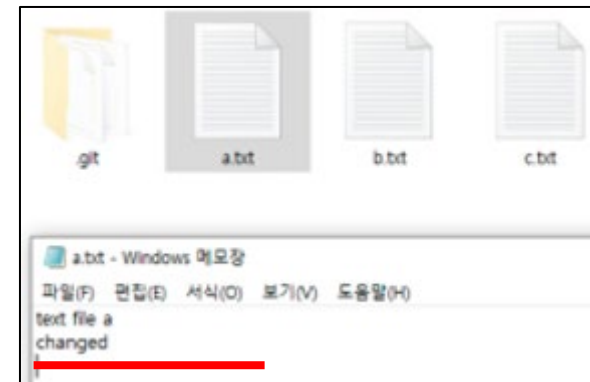 .git
a.txt
b.txt
c.txt
a.txt - Windows 메모장
파일(F) 편집(E) 서식(O) 보기(V) 도움말(H)
text file a
changed